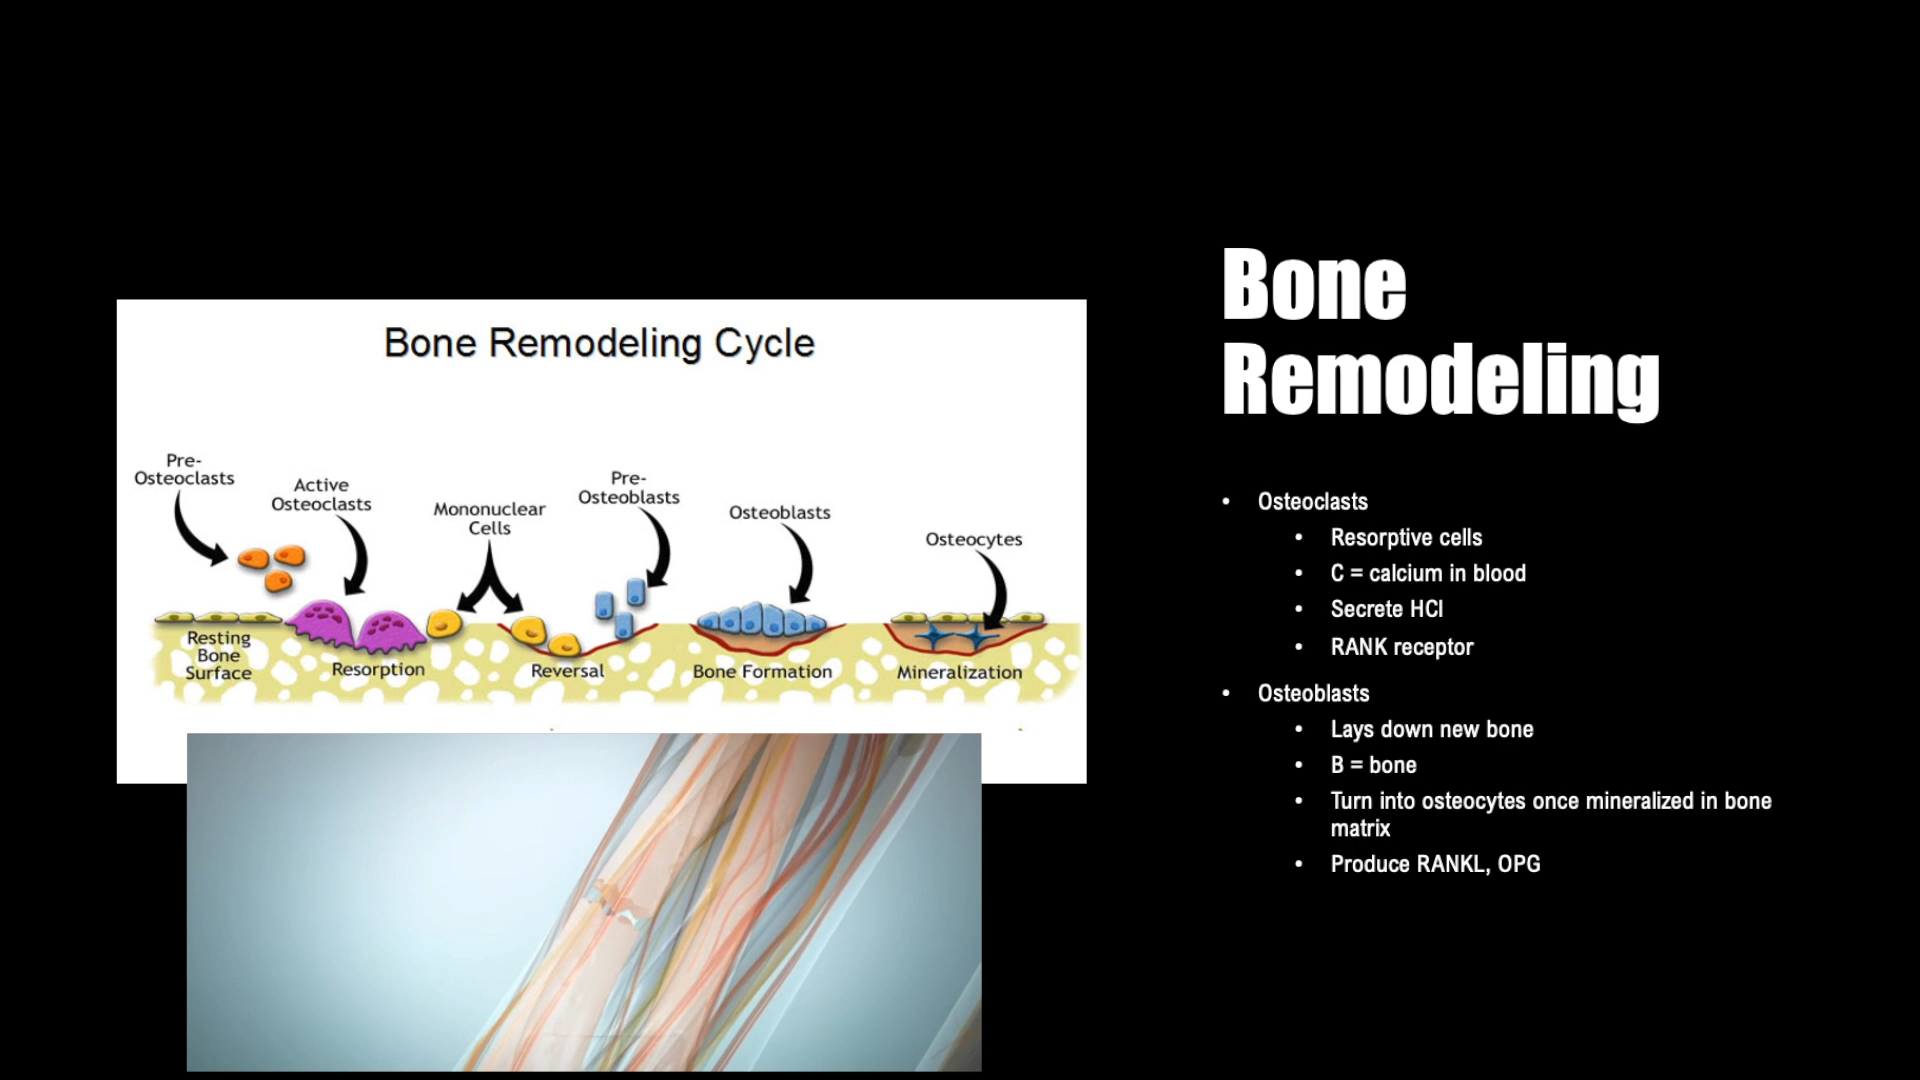 Bone Remodeling Cycle
Pre-
Osteoclasts
Active
Osteoclasts
Mononuclear
Cells
Pre-
Osteoblasts
Osteoblasts
Osteocytes
Resting
Bone
Surface
Resorption
Reversal
Bone Formation
Mineralization
Bone
Remodeling
• Osteoclasts
• Resorptive cells
• C = calcium in blood
• Secrete HCl
• RANK receptor
• Osteoblasts
• Lays down new bone
• B = bone
• Turn into osteocytes once mineralized in bone
matrix
• Produce RANKL, OPG